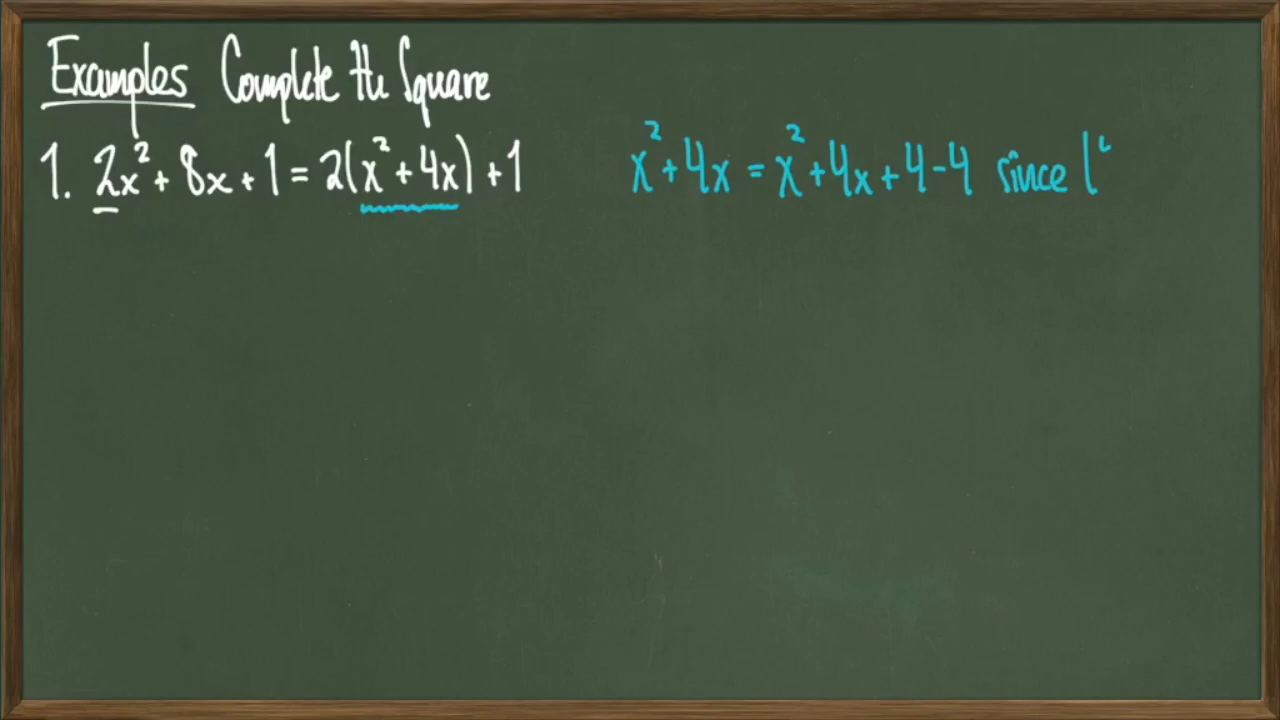 Examples Complete the Square
1. 2x² + 8x + 1 = 2(x² + 4x) + 1
x² + 4x = x² + 4x + 4 - 4 since (